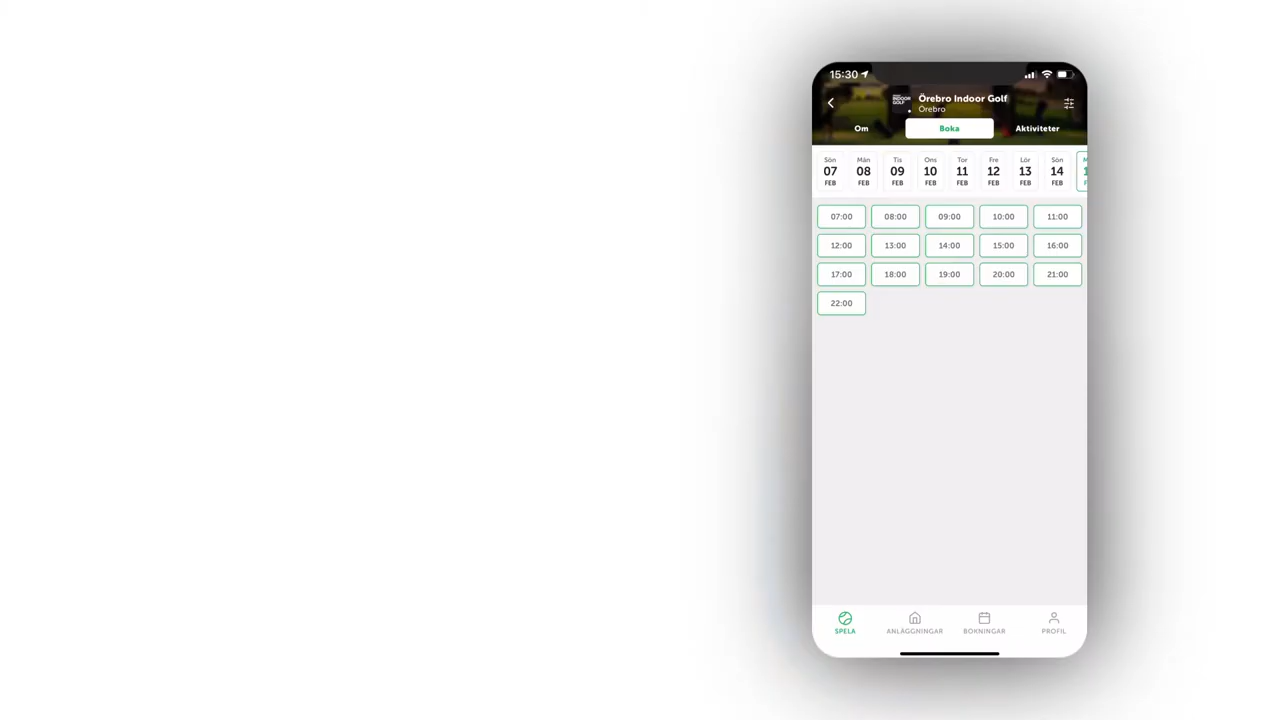 15:30
INDOOR
GOLF
Örebro Indoor Golf
Örebro
Om Boka Aktiviteter
Sön Mån Tis Ons Tor Fre Lör Sön
07 08 09 10 11 12 13 14
FEB FEB FEB FEB FEB FEB FEB FEB
07:00 08:00 09:00 10:00 11:00
12:00 13:00 14:00 15:00 16:00
17:00 18:00 19:00 20:00 21:00
22:00
SPELA ANLÄGGNINGAR BOKNINGAR PROFIL